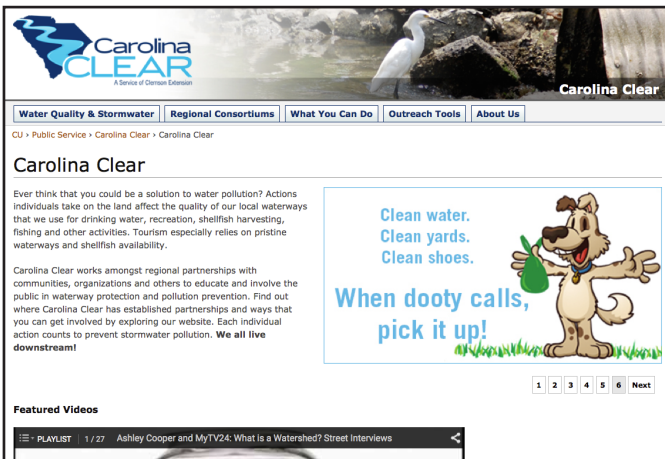 Carolina
CLEAR
A Service of Clemson Extension
Carolina Clear
Water Quality & Stormwater
Regional Consortiums
What You Can Do
Outreach Tools
About Us
CU › Public Service › Carolina Clear › Carolina Clear
Carolina Clear
Ever think that you could be a solution to water pollution? Actions
individuals take on the land affect the quality of our local waterways
that we use for drinking water, recreation, shellfish harvesting,
fishing and other activities. Tourism especially relies on pristine
waterways and shellfish availability.
Carolina Clear works amongst regional partnerships with
communities, organizations and others to educate and involve the
public in waterway protection and pollution prevention. Find out
where Carolina Clear has established partnerships and ways that
you can get involved by exploring our website. Each individual
action counts to prevent stormwater pollution. We all live
downstream!
Clean water.
Clean yards.
Clean shoes.
When dooty calls,
pick it up!
1 2 3 4 5 6 Next
Featured Videos
PLAYLIST 1 / 27 Ashley Cooper and MyTV24: What is a Watershed? Street Interviews